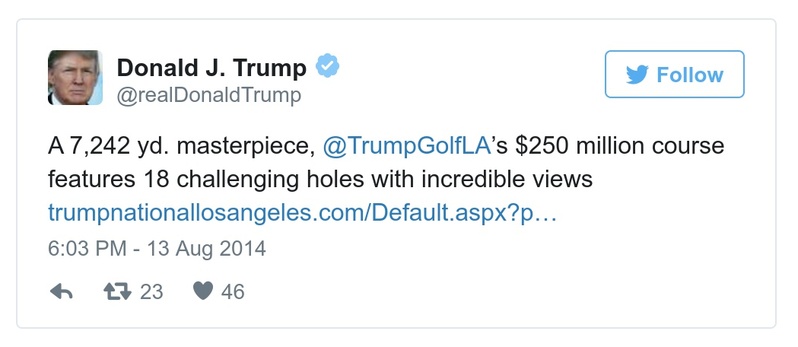 Donald J. Trump
@realDonaldTrump
Follow
A 7,242 yd. masterpiece, @TrumpGolfLA’s $250 million course
features 18 challenging holes with incredible views
trumpnationallosangeles.com/Default.aspx?p…
6:03 PM - 13 Aug 2014
23 46